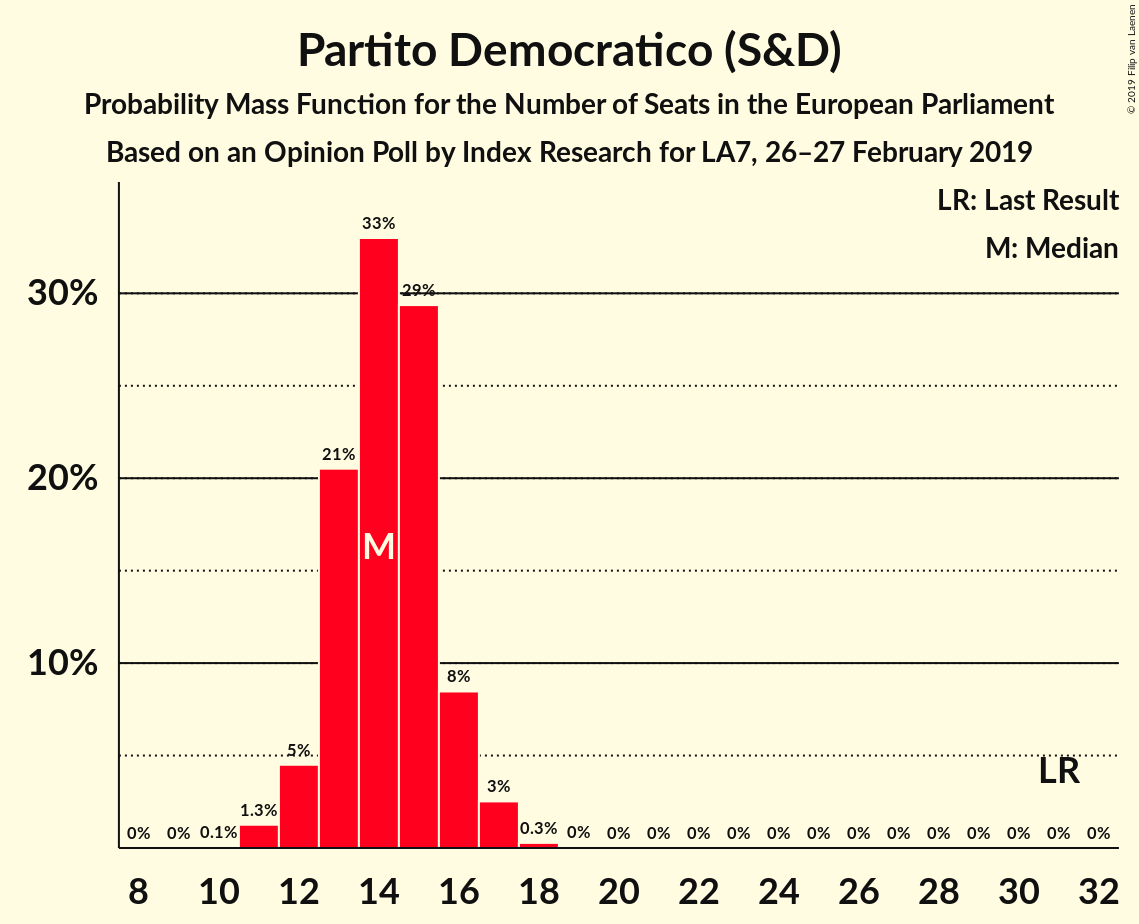 Partito Democratico (S&D)
Probability Mass Function for the Number of Seats in the European Parliament
Based on an Opinion Poll by Index Research for LA7, 26–27 February 2019
© 2019 Filip van Laenen
LR: Last Result
M: Median
30%
20%
10%
0% 0% 0.1% 1.3% 5% 21% 33% 29% 8% 3% 0.3% 0% 0% 0% 0% 0% 0% 0% 0% 0% 0% 0% 0% 0% 0%
M
LR
8 10 12 14 16 18 20 22 24 26 28 30 32